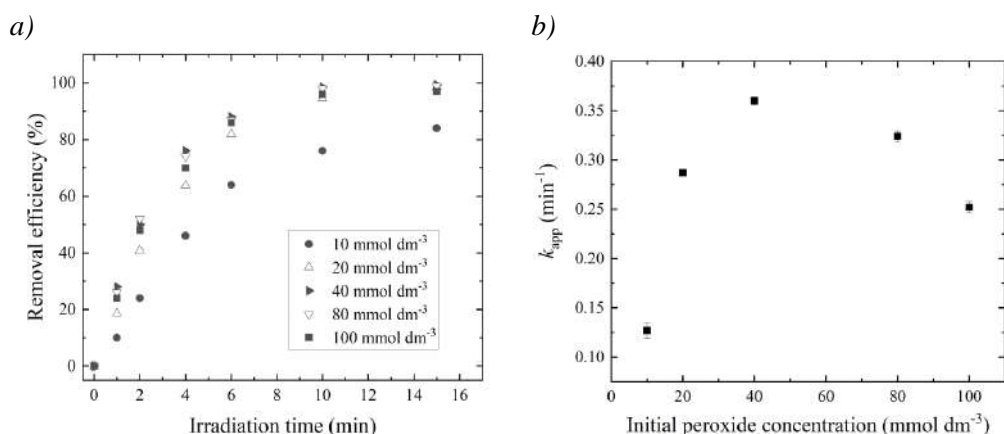 a)
100
80
60
40
20
0
Removal efficiency (%)
10 mmol dm⁻³
20 mmol dm⁻³
40 mmol dm⁻³
80 mmol dm⁻³
100 mmol dm⁻³
0 2 4 6 8 10 12 14 16
Irradiation time (min)
b)
0.40
0.35
0.30
0.25
0.20
0.15
0.10
k_app (min⁻¹)
0 20 40 60 80 100
Initial peroxide concentration (mmol dm⁻³)